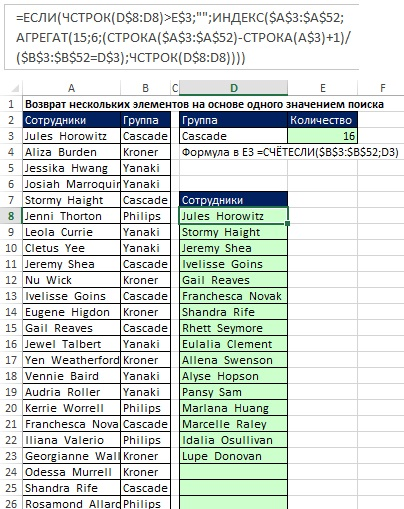 =ЕСЛИ(ЧСТРОК(D$8:D8)>E$3;"";ИНДЕКС($A$3:$A$52;
АГРЕГАТ(15;6;(СТРОКА($A$3:$A$52)-СТРОКА(A$3)+1)/
($B$3:$B$52=D$3);ЧСТРОК(D$8:D8))))
A B C D E F
1 Возврат нескольких элементов на основе одного значением поиска
2 Сотрудники Группа Группа Количество
3 Jules Horowitz Cascade Cascade 16
4 Aliza Burden Kroner Формула в E3 =СЧЁТЕСЛИ($B$3:$B$52;D3)
5 Jessika Hwang Yanaki
6 Josiah Marroquir Yanaki
7 Stormy Haight Cascade Сотрудники
8 Jenni Thorton Philips Jules Horowitz
9 Leola Currie Yanaki Stormy Haight
10 Cletus Yee Yanaki Jeremy Shea
11 Jeremy Shea Cascade Ivelisse Goins
12 Nu Wick Kroner Gail Reaves
13 Ivelisse Goins Cascade Franchesca Novak
14 Eugene Higdon Kroner Shandra Rife
15 Gail Reaves Cascade Rhett Seymore
16 Jewel Talbert Yanaki Eulalia Clement
17 Yen Weatherford Kroner Allena Swenson
18 Vennie Baird Yanaki Alyse Hopson
19 Audria Roller Yanaki Pansy Sam
20 Kerrie Worrell Philips Marlana Huang
21 Franchesca Nova Cascade Marcelle Raley
22 Iliana Valerio Philips Idalia Osullivan
23 Georgianne Wall Kroner Lupe Donovan
24 Odessa Murrell Kroner
25 Shandra Rife Cascade
26 Rosamond Allaro Philips